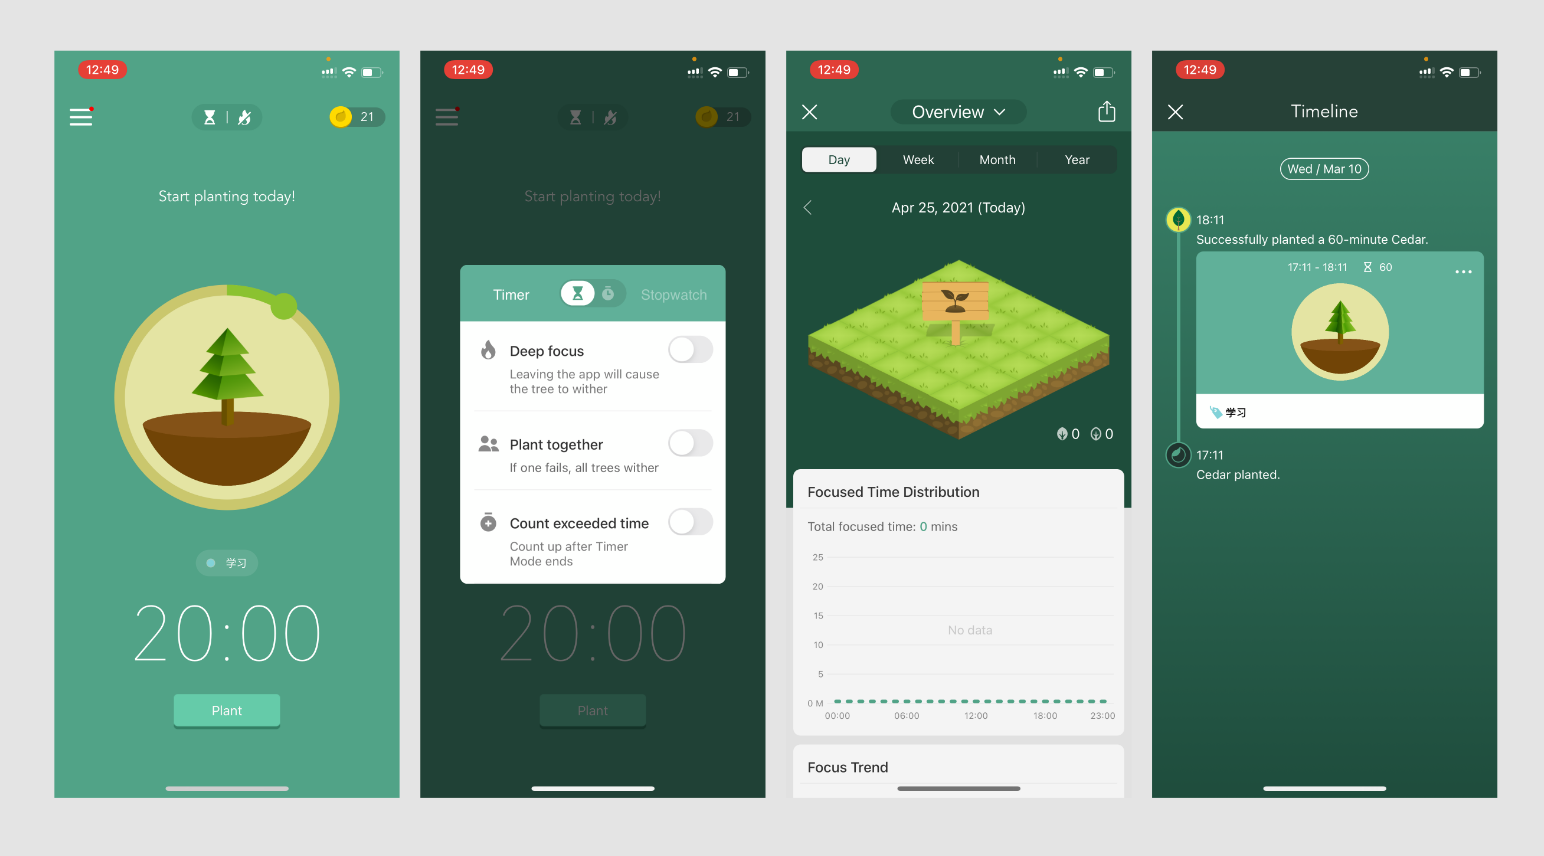 12:49
21
Start planting today!
学习
20:00
Plant
12:49
21
Start planting today!
Timer
Stopwatch
Deep focus
Leaving the app will cause
the tree to wither
Plant together
If one fails, all trees wither
Count exceeded time
Count up after Timer
Mode ends
20:00
Plant
12:49
Overview
Day Week Month Year
Apr 25, 2021 (Today)
0 0
Focused Time Distribution
Total focused time: 0 mins
25
20
15
No data
10
5
0 M
00:00 06:00 12:00 18:00 23:00
Focus Trend
12:49
Timeline
Wed / Mar 10
18:11
Successfully planted a 60-minute Cedar.
17:11 - 18:11 60
学习
17:11
Cedar planted.